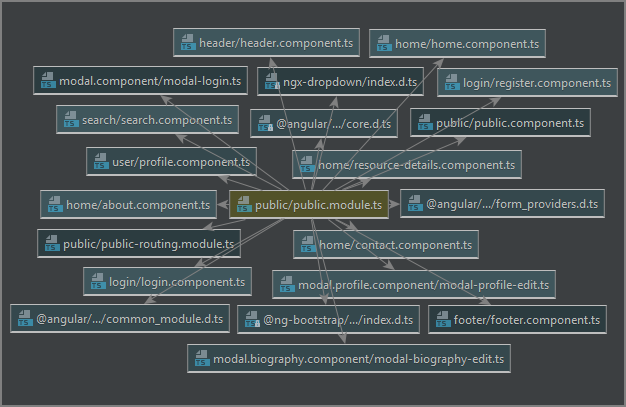 header/header.component.ts
home/home.component.ts
modal.component/modal-login.ts
ngx-dropdown/index.d.ts
login/register.component.ts
search/search.component.ts
@angular/.../core.d.ts
public/public.component.ts
user/profile.component.ts
home/resource-details.component.ts
home/about.component.ts
public/public.module.ts
@angular/.../form_providers.d.ts
public/public-routing.module.ts
home/contact.component.ts
login/login.component.ts
modal.profile.component/modal-profile-edit.ts
@angular/.../common_module.d.ts
@ng-bootstrap/.../index.d.ts
footer/footer.component.ts
modal.biography.component/modal-biography-edit.ts